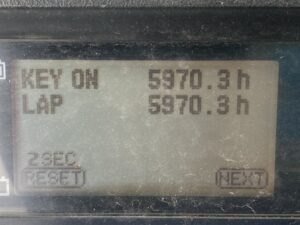 KEY ON 5970.3 h
LAP 5970.3 h
2SEC
RESET NEXT